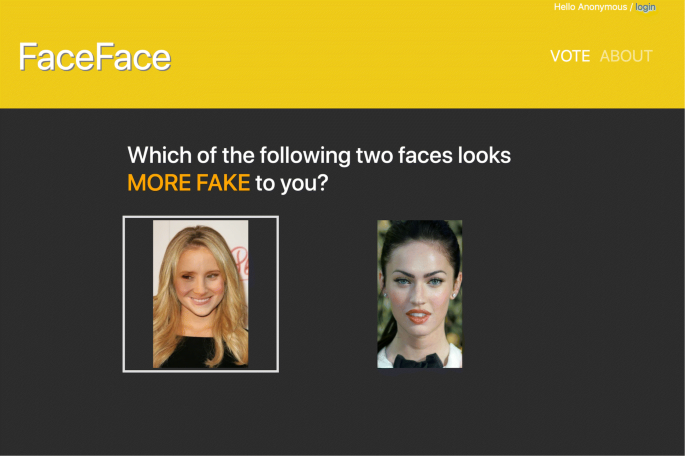 Hello Anonymous / login
FaceFace
VOTE ABOUT
Which of the following two faces looks
MORE FAKE to you?